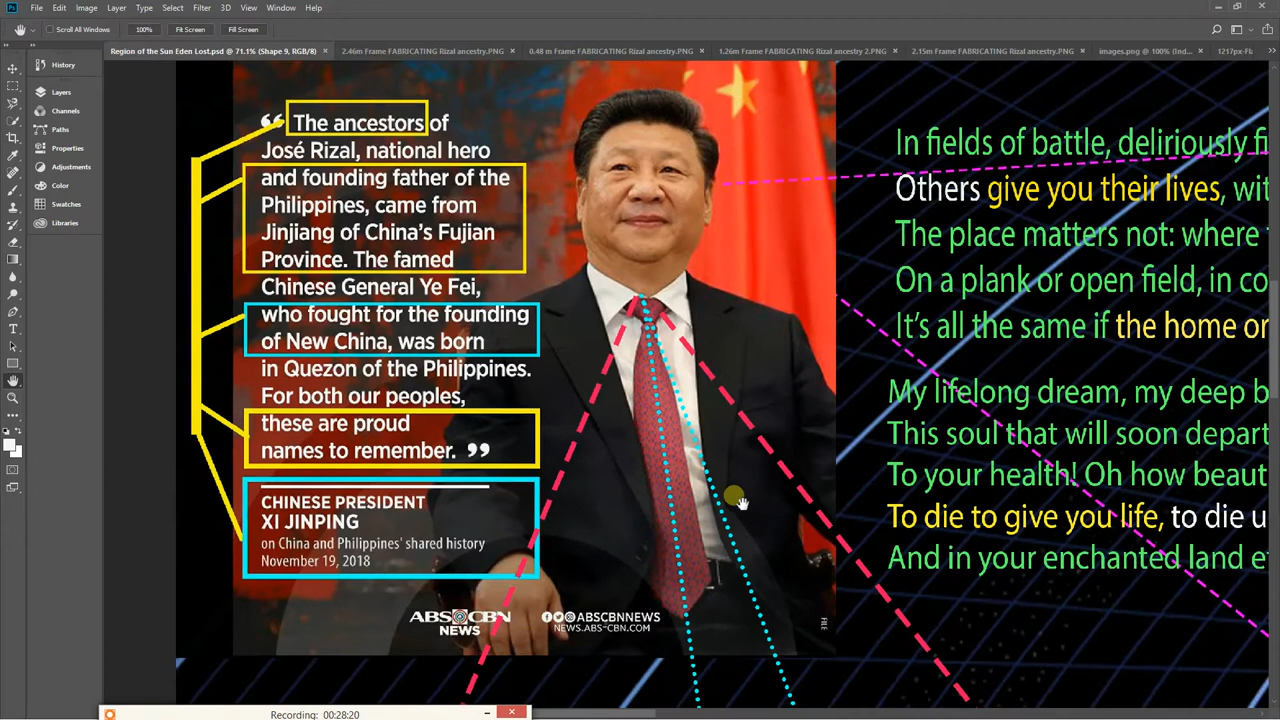 Ps File Edit Image Layer Type Select Filter 3D View Window Help
Scroll All Windows 100% Fit Screen Fill Screen
Region of the Sun Eden Lost.psd @ 71.1% (Shape 9, RGB/8) 2.46m Frame FABRICATING Rizal ancestry.PNG 0.48 m Frame FABRICATING Rizal ancestry.PNG 1.26m Frame FABRICATING Rizal ancestry 2.PNG 2.15m Frame FABRICATING Rizal ancestry.PNG images.png @ 100% (Ind... 1217px-Fl
History
Layers
Channels
Paths
Properties
Adjustments
Color
Swatches
Libraries
“ The ancestors of
José Rizal, national hero
and founding father of the
Philippines, came from
Jinjiang of China’s Fujian
Province. The famed
Chinese General Ye Fei,
who fought for the founding
of New China, was born
in Quezon of the Philippines.
For both our peoples,
these are proud
names to remember. ”
CHINESE PRESIDENT
XI JINPING
on China and Philippines’ shared history
November 19, 2018
ABS CBN
NEWS
ABSCBNNEWS
NEWS.ABS-CBN.COM
FILE
In fields of battle, deliriously fi
Others give you their lives, wit
The place matters not: where
On a plank or open field, in co
It’s all the same if the home or
My lifelong dream, my deep b
This soul that will soon depart
To your health! Oh how beaut
To die to give you life, to die u
And in your enchanted land et
Recording: 00:28:20